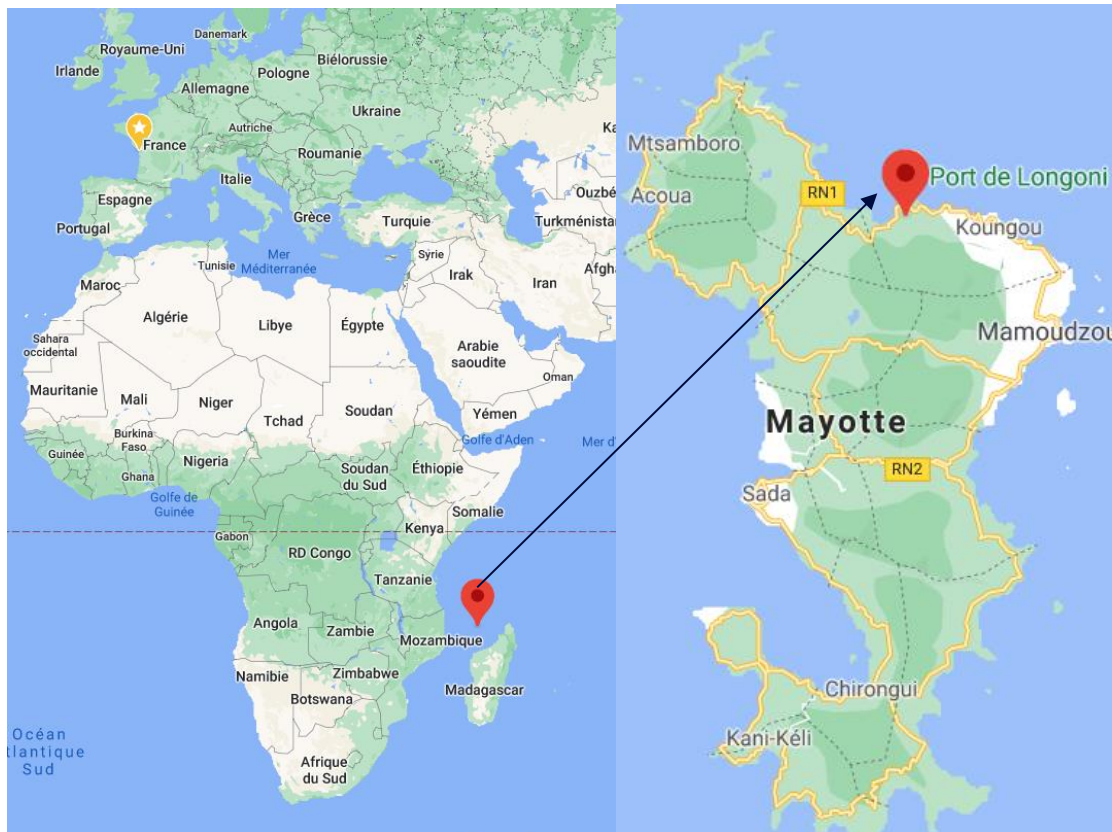 Danemark
Royaume-Uni
Irlande
Biélorussie
Pologne
Allemagne
Ukraine
Autriche
France
Roumanie
Italie
Espagne
Portugal
Grèce
Turquie
Ouzbé
Turkménista
Mer
Méditerranée
Tunisie
Syrie
Maroc
Irak
Iran
Afgh
Algérie
Libye
Égypte
Sahara
occidental
Arabie
saoudite
Oman
Mauritanie
Mali
Niger
Tchad
Soudan
Yémen
Golfe d'Aden
Mer d'
Burkina
Faso
Guinée
Nigeria
Ghana
Soudan
du Sud
Éthiopie
Golfe de
Guinée
Somalie
Gabon
Kenya
RD Congo
Tanzanie
Angola
Zambie
Mozambique
Namibie
Zimbabwe
Botswana
Madagascar
Océan
tlantique
Sud
Afrique
du Sud
Ka
Mtsamboro
Acoua
RN1
Port de Longoni
Koungou
Mamoudzou
Mayotte
RN2
Sada
Chirongui
Kani-Kéli